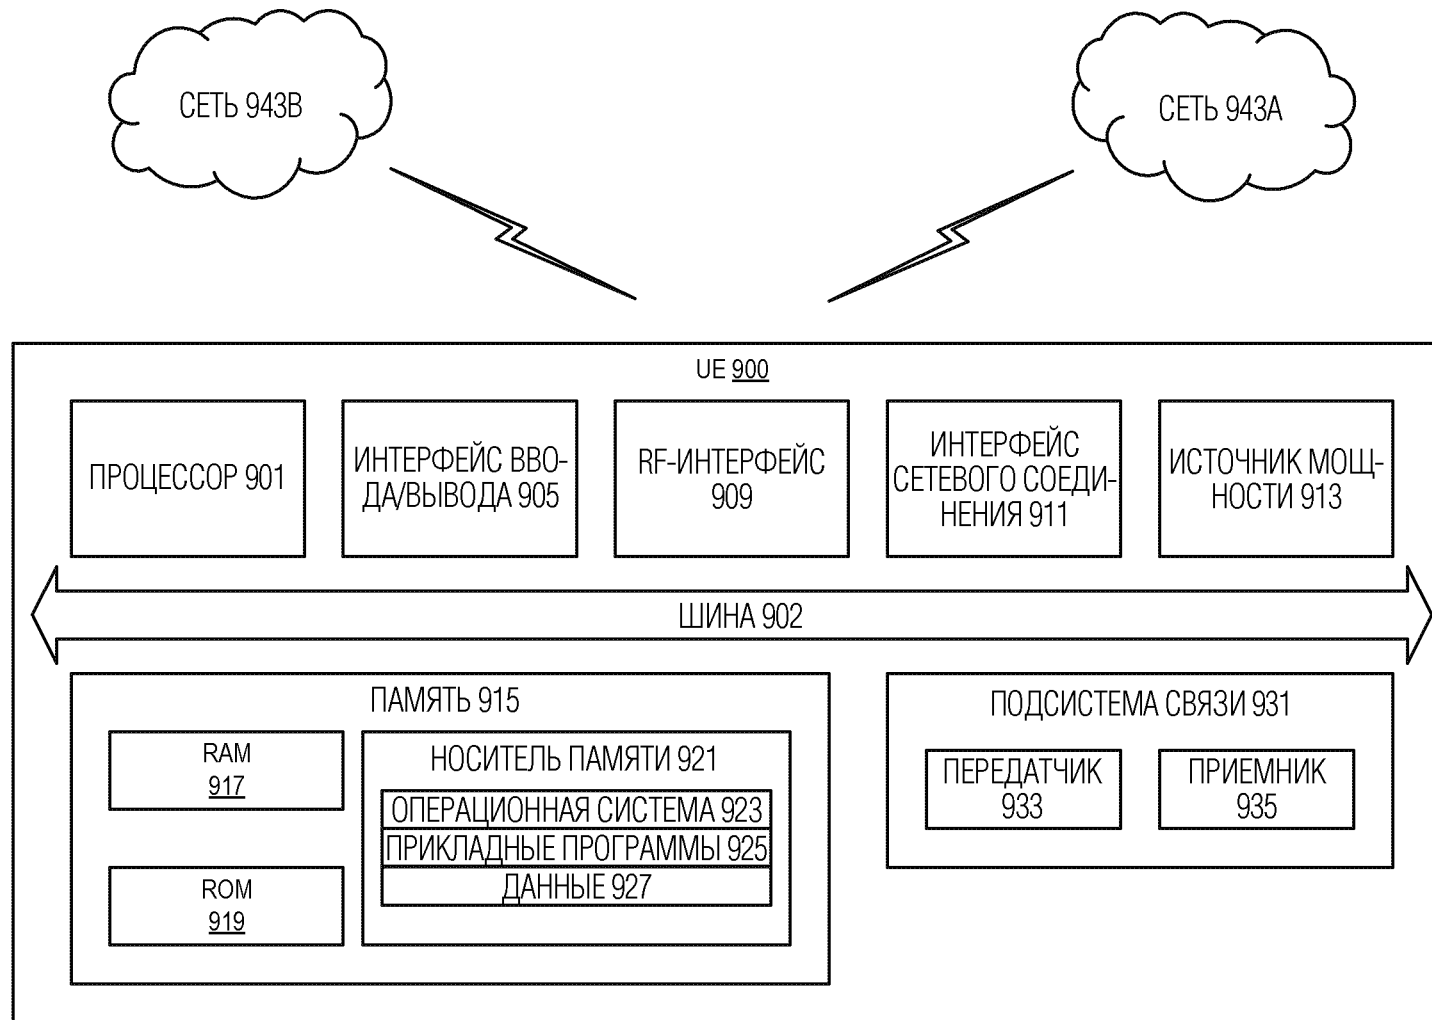 СЕТЬ 943B
СЕТЬ 943A
UE 900
ПРОЦЕССОР 901
ИНТЕРФЕЙС ВВО-
ДА/ВЫВОДА 905
RF-ИНТЕРФЕЙС
909
ИНТЕРФЕЙС
СЕТЕВОГО СОЕДИ-
НЕНИЯ 911
ИСТОЧНИК МОЩ-
НОСТИ 913
ШИНА 902
ПАМЯТЬ 915
RAM
917
ROM
919
НОСИТЕЛЬ ПАМЯТИ 921
ОПЕРАЦИОННАЯ СИСТЕМА 923
ПРИКЛАДНЫЕ ПРОГРАММЫ 925
ДАННЫЕ 927
ПОДСИСТЕМА СВЯЗИ 931
ПЕРЕДАТЧИК
933
ПРИЕМНИК
935